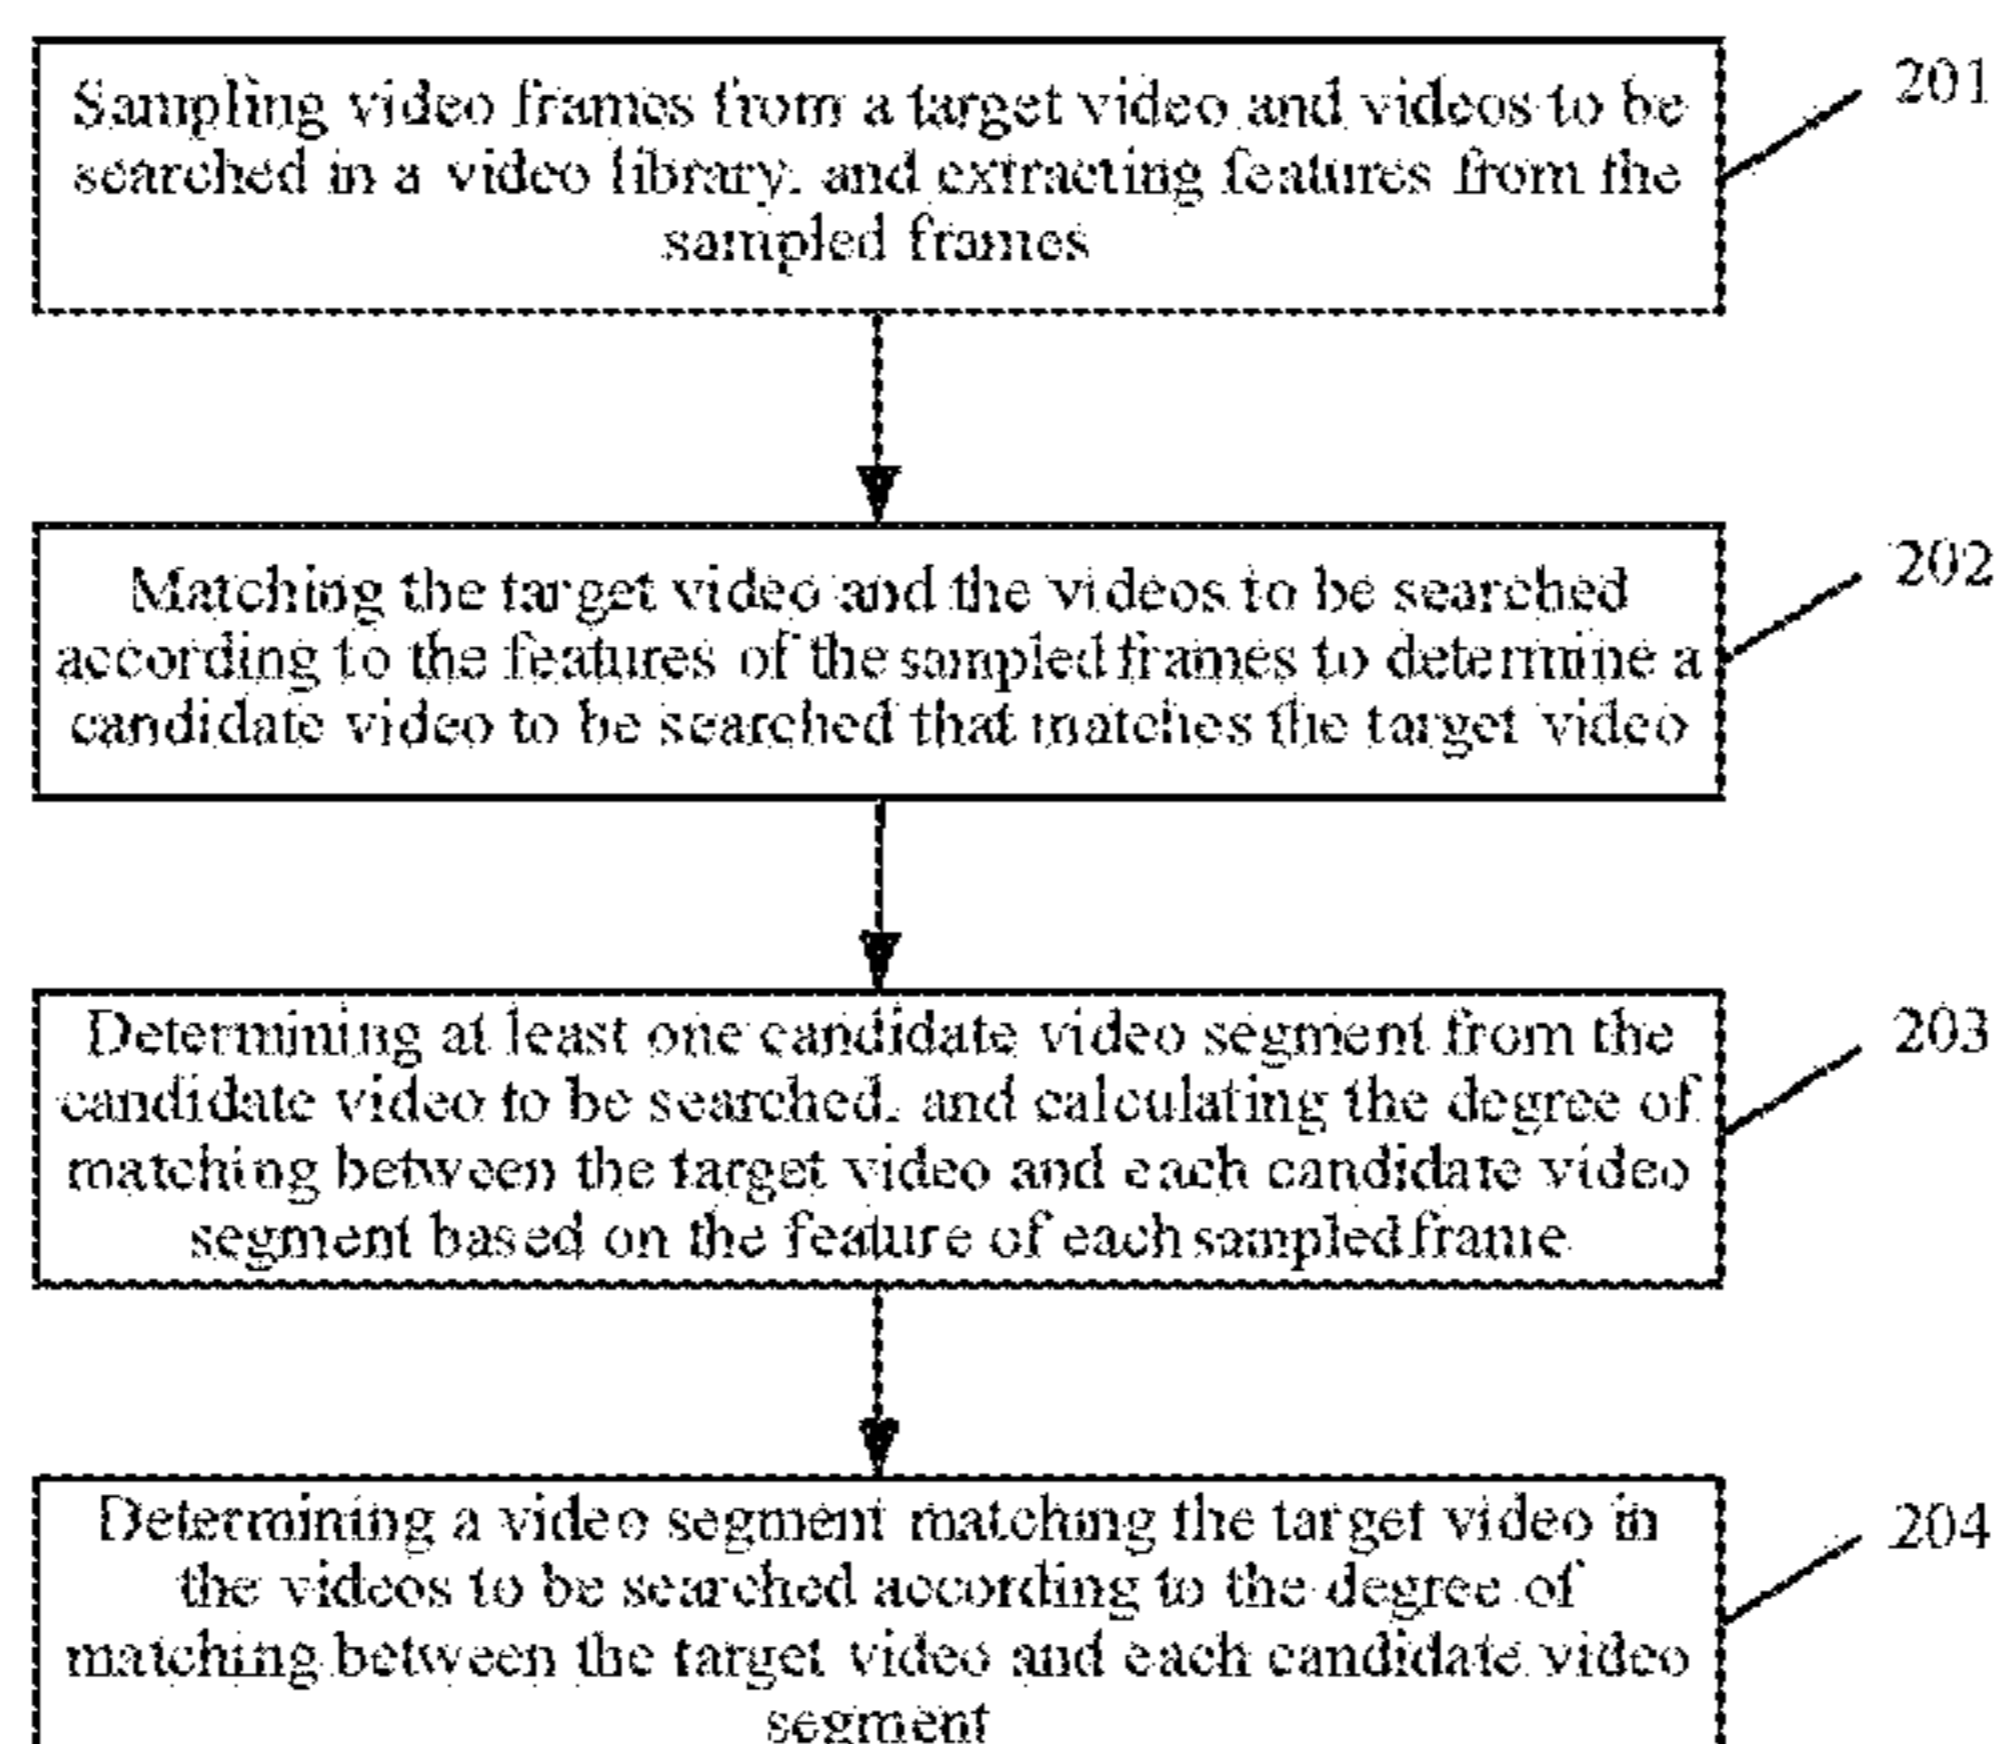 Sampling video frames from a target video and videos to be
searched in a video library, and extracting features from the
sampled frames
201
Matching the target video and the videos to be searched
according to the features of the sampled frames to determine a
candidate video to be searched that matches the target video
202
Determining at least one candidate video segment from the
candidate video to be searched, and calculating the degree of
matching between the target video and each candidate video
segment based on the feature of each sampled frame
203
Determining a video segment matching the target video in
the videos to be searched according to the degree of
matching between the target video and each candidate video
segment
204